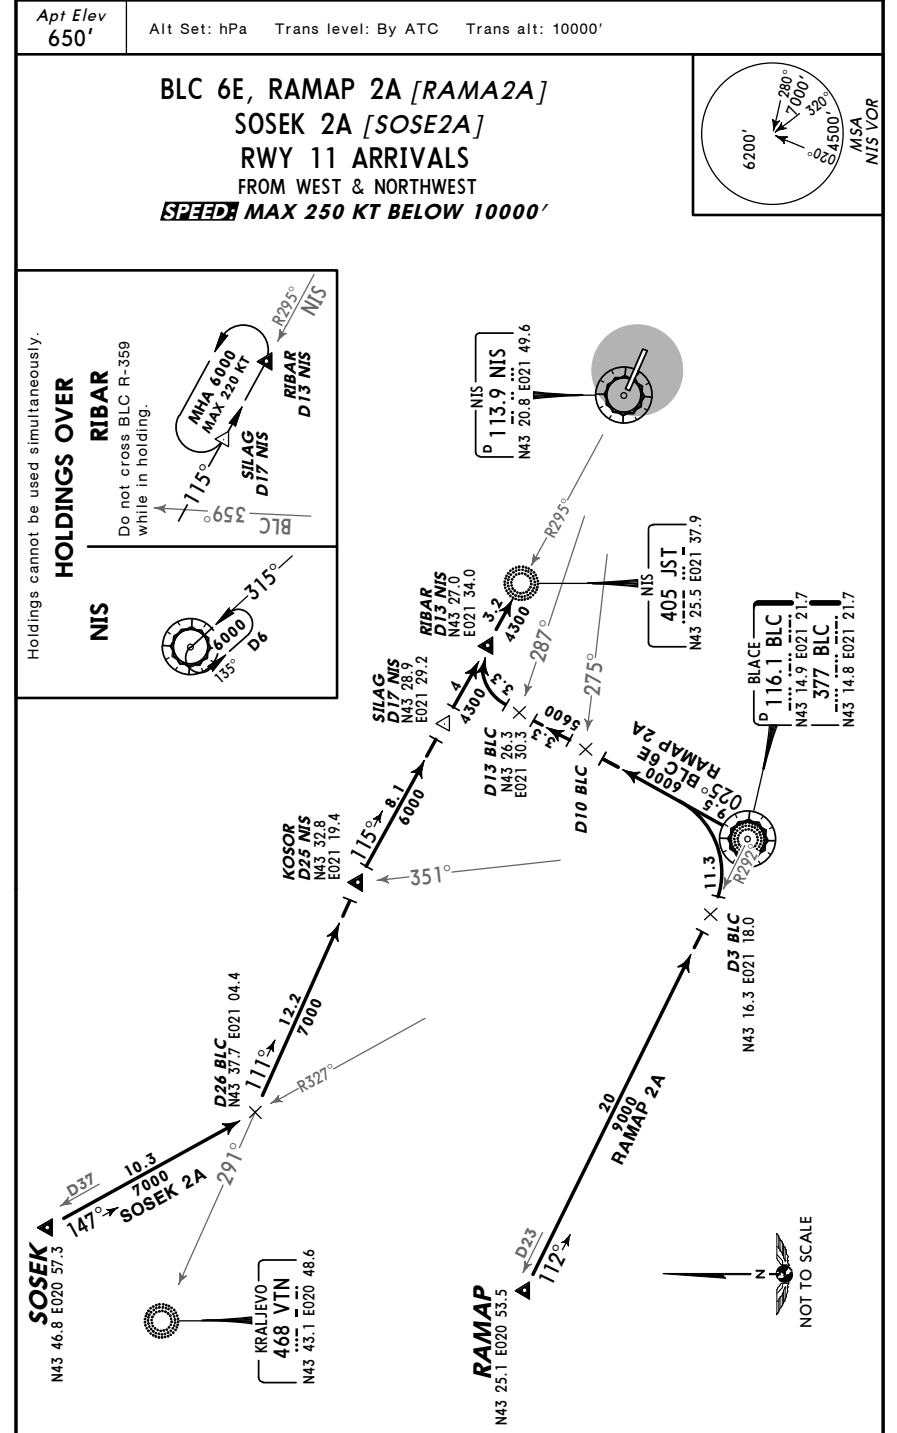 Apt Elev
650'
Alt Set: hPa Trans level: By ATC Trans alt: 10000'
BLC 6E, RAMAP 2A [RAMA2A]
SOSEK 2A [SOSE2A]
RWY 11 ARRIVALS
FROM WEST & NORTHWEST
SPEED: MAX 250 KT BELOW 10000'
280°
7000'
320°
4500'
020°
6200'
MSA
NIS VOR
Holdings cannot be used simultaneously.
HOLDINGS OVER
RIBAR
Do not cross BLC R-359
while in holding.
R295°
NIS
MHA 6000
MAX 220 KT
RIBAR
D13 NIS
SILAG
D17 NIS
115°
359°
BLC
NIS
315°
6000
D6
135°
NIS
D 113.9 NIS
N43 20.8 E021 49.6
R295°
NIS
405 JST
N43 25.5 E021 37.9
BLACE
D 116.1 BLC
N43 14.9 E021 21.7
377 BLC
N43 14.8 E021 21.7
RIBAR
D13 NIS
N43 27.0
E021 34.0
3.2
4300
SILAG
D17 NIS
N43 28.9
E021 29.2
4
4300
3.3
287°
275°
D13 BLC
N43 26.3
E021 30.3
3.3
5600
D10 BLC
025°
BLC 6E
RAMAP 2A
6000
9.5
KOSOR
D25 NIS
N43 32.8
E021 19.4
115°
8.1
6000
351°
11.3
R292°
D3 BLC
N43 16.3 E021 18.0
D26 BLC
N43 37.7 E021 04.4
111°
12.2
7000
R327°
291°
SOSEK
N43 46.8 E020 57.3
D37
147°
10.3
7000
SOSEK 2A
KRALJEVO
468 VTN
N43 43.1 E020 48.6
RAMAP
N43 25.1 E020 53.5
D23
112°
20
9000
RAMAP 2A
N
NOT TO SCALE